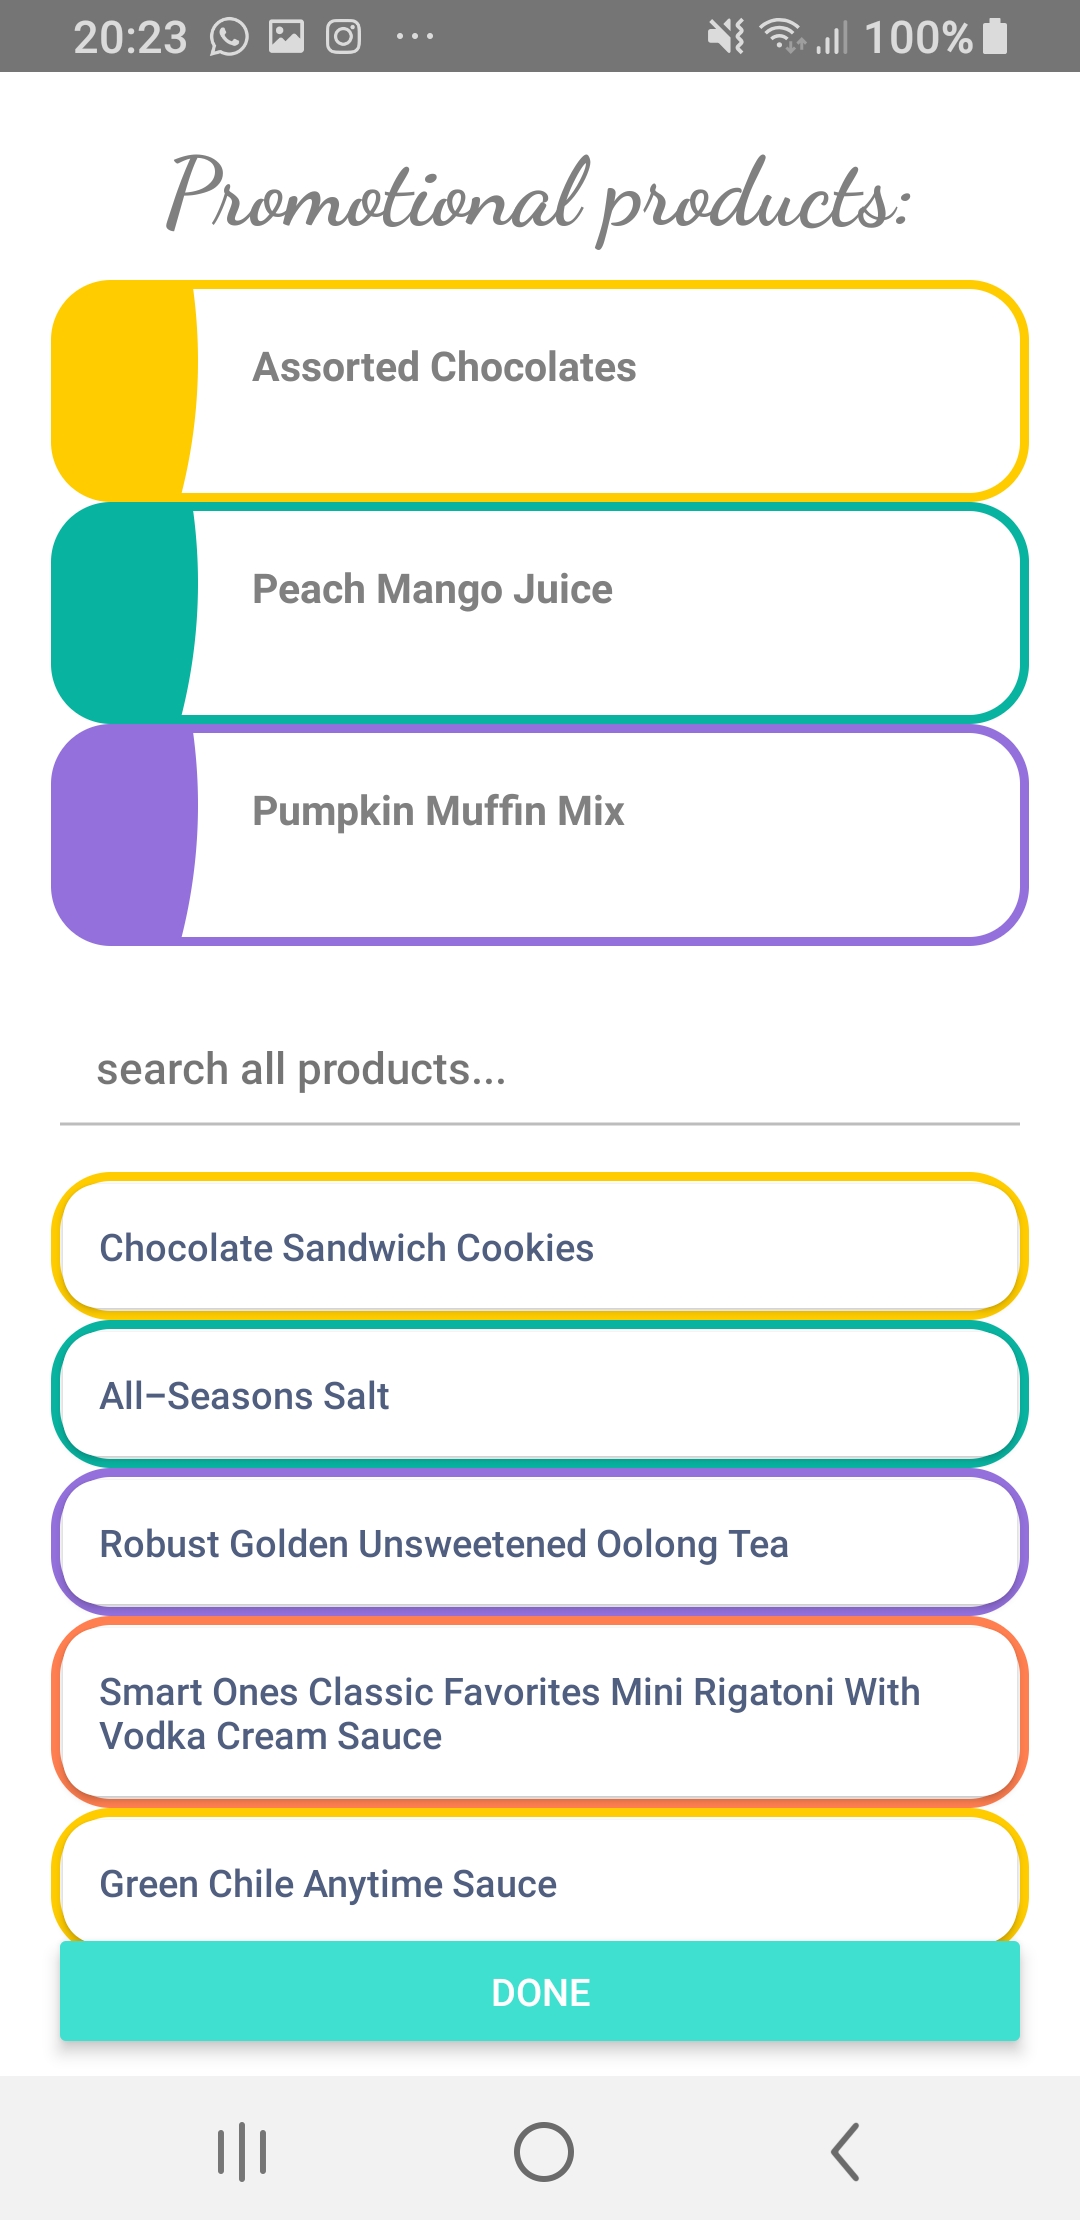 20:23 ... 100%
Promotional products:
Assorted Chocolates
Peach Mango Juice
Pumpkin Muffin Mix
search all products...
Chocolate Sandwich Cookies
All–Seasons Salt
Robust Golden Unsweetened Oolong Tea
Smart Ones Classic Favorites Mini Rigatoni With
Vodka Cream Sauce
Green Chile Anytime Sauce
DONE